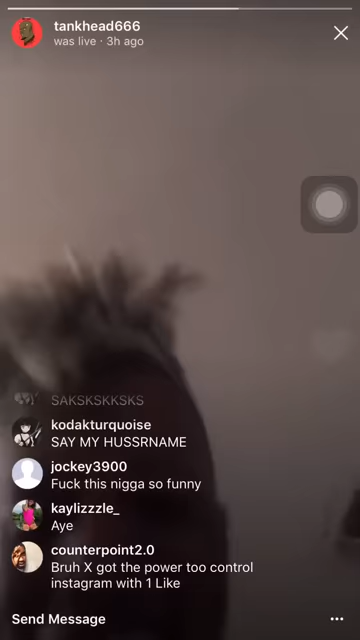 tankhead666
was live · 3h ago
SAKSKSKKSKS
kodakturquoise
SAY MY HUSSRNAME
jockey3900
Fuck this nigga so funny
kaylizzzle_
Aye
counterpoint2.0
Bruh X got the power too control
instagram with 1 Like
Send Message